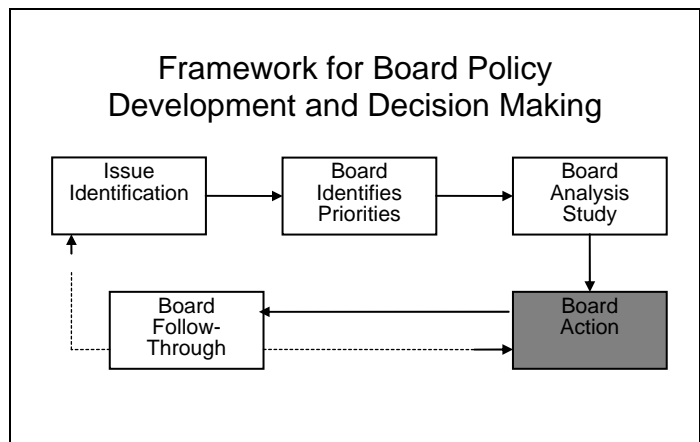 Framework for Board Policy
Development and Decision Making
Issue
Identification
Board
Identifies
Priorities
Board
Analysis
Study
Board
Follow-
Through
Board
Action